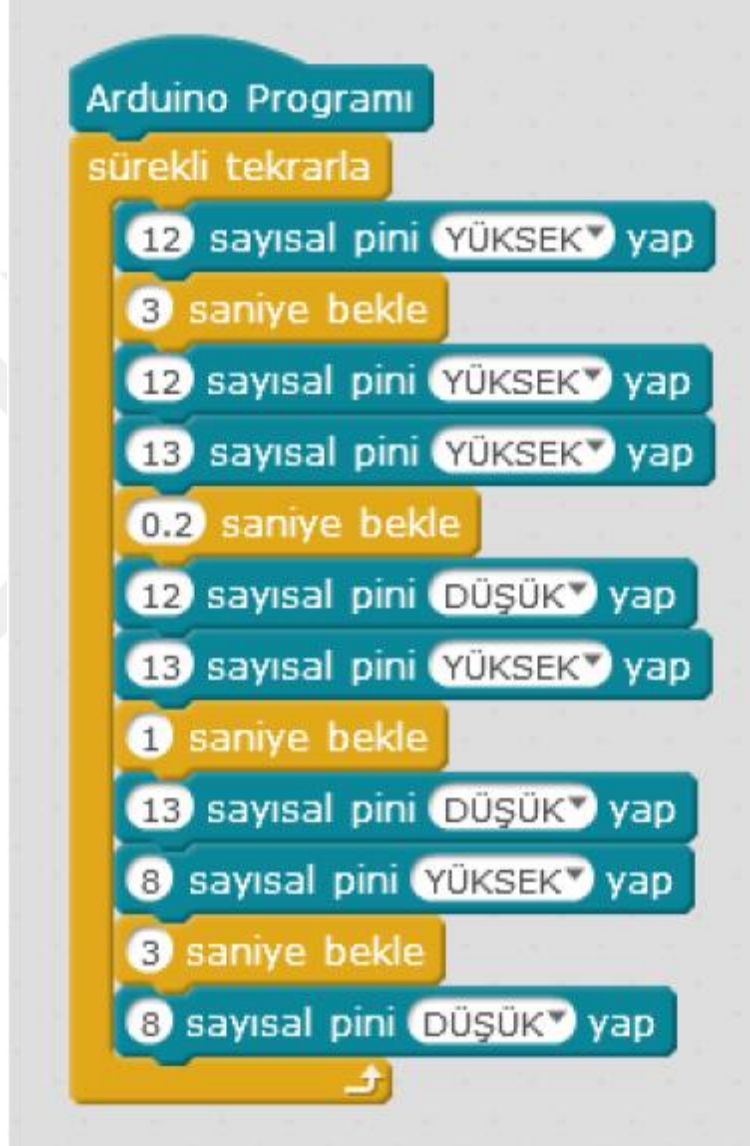 Arduino Programı
sürekli tekrarla
12 sayısal pini YÜKSEK yap
3 saniye bekle
12 sayısal pini YÜKSEK yap
13 sayısal pini YÜKSEK yap
0.2 saniye bekle
12 sayısal pini DÜŞÜK yap
13 sayısal pini YÜKSEK yap
1 saniye bekle
13 sayısal pini DÜŞÜK yap
8 sayısal pini YÜKSEK yap
3 saniye bekle
8 sayısal pini DÜŞÜK yap